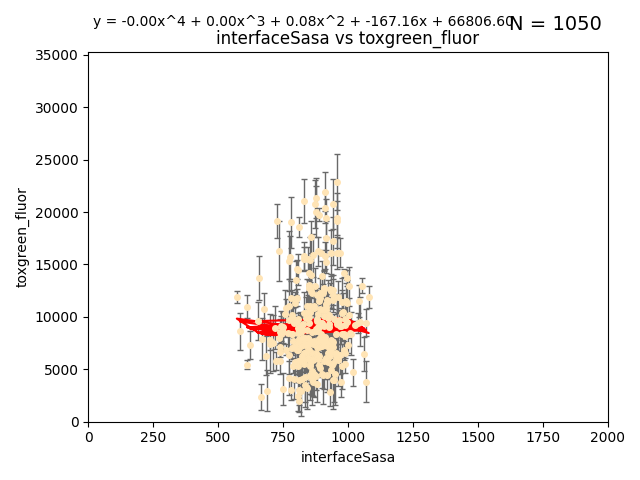 y = -0.00x^4 + 0.00x^3 + 0.08x^2 + -167.16x + 66806.60
N = 1050
interfaceSasa vs toxgreen_fluor
toxgreen_fluor
35000
30000
25000
20000
15000
10000
5000
0
0 250 500 750 1000 1250 1500 1750 2000
interfaceSasa